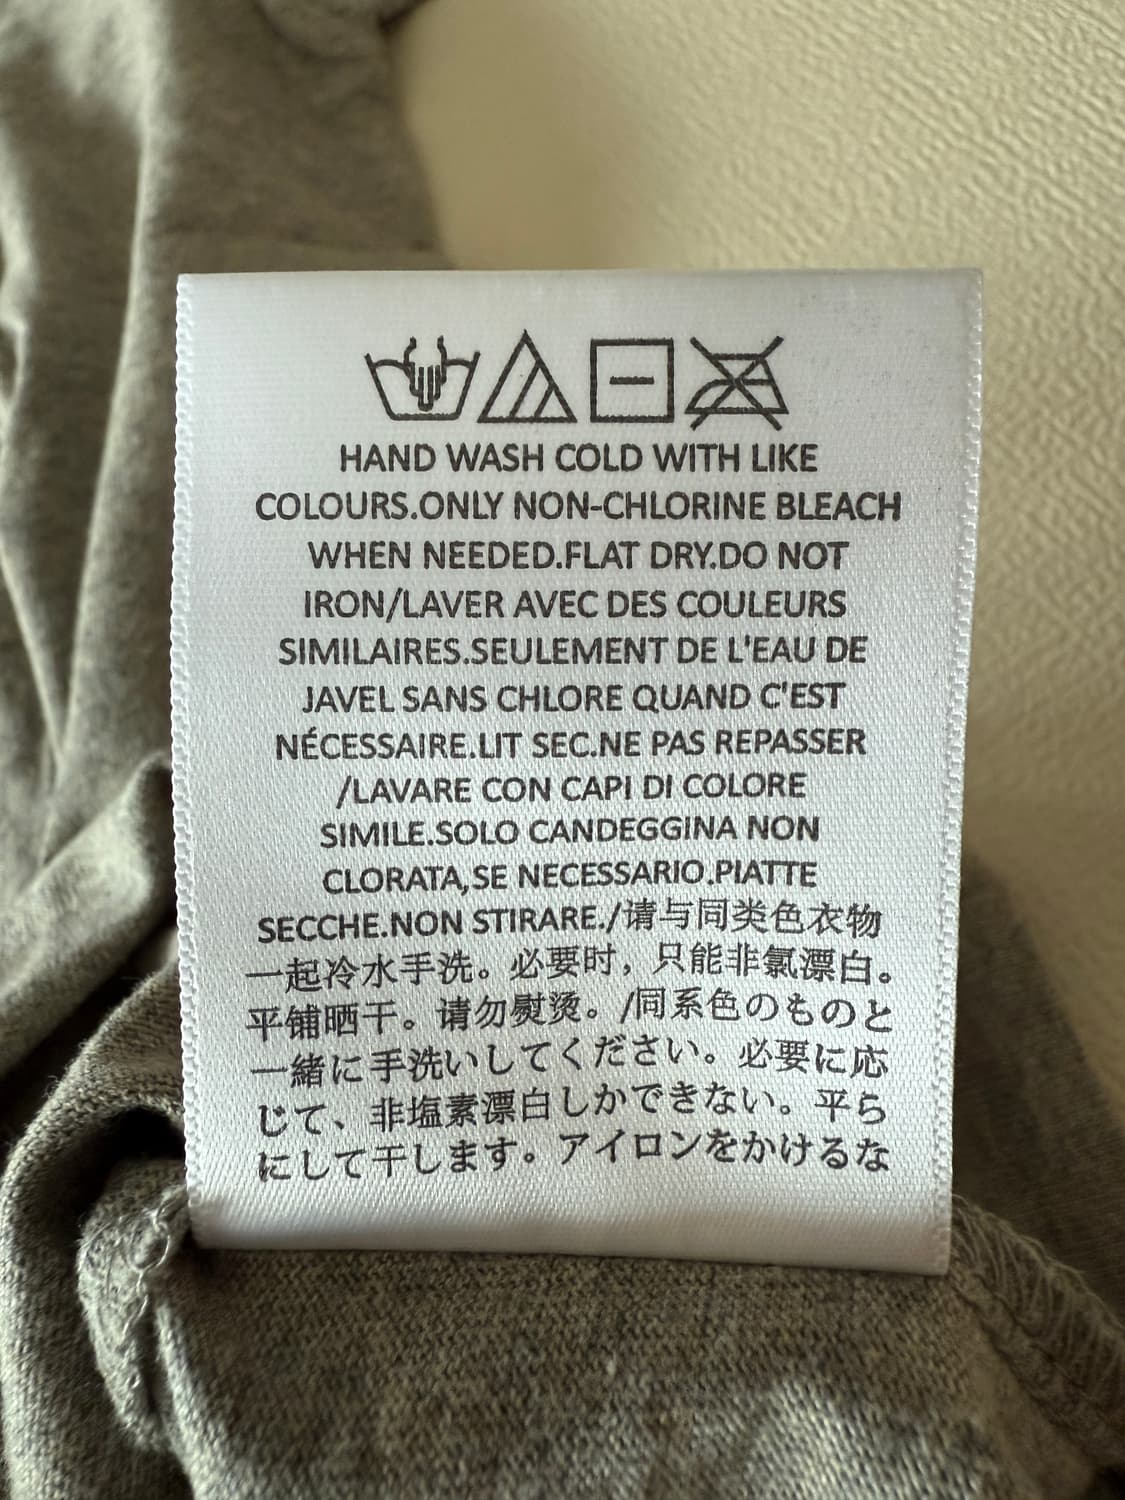 HAND WASH COLD WITH LIKE
COLOURS.ONLY NON-CHLORINE BLEACH
WHEN NEEDED.FLAT DRY.DO NOT
IRON/LAVER AVEC DES COULEURS
SIMILAIRES.SEULEMENT DE L'EAU DE
JAVEL SANS CHLORE QUAND C'EST
NÉCESSAIRE.LIT SEC.NE PAS REPASSER
/LAVARE CON CAPI DI COLORE
SIMILE.SOLO CANDEGGINA NON
CLORATA,SE NECESSARIO.PIATTE
SECCHE.NON STIRARE./请与同类色衣物
一起冷水手洗。必要时，只能非氯漂白。
平铺晒干。请勿熨烫。/同系色のものと
一緒に手洗いしてください。必要に応
じて、非塩素漂白しかできない。平ら
にして干します。アイロンをかけるな